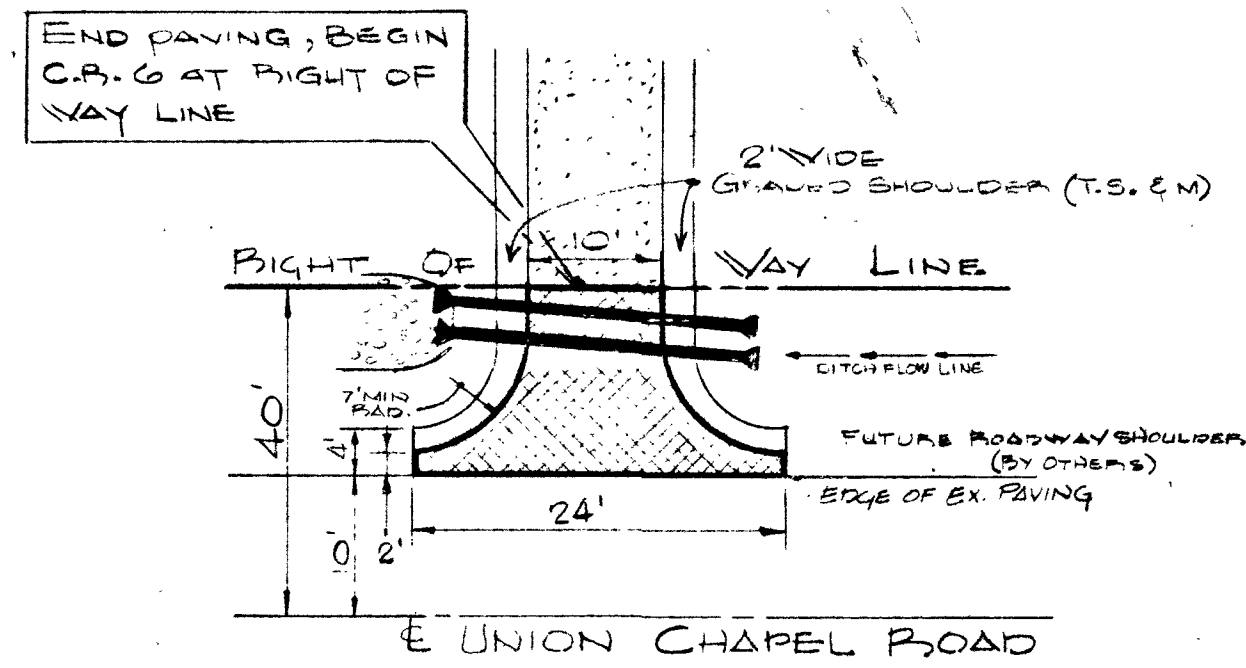 END PAVING, BEGIN
C.R. 6 AT RIGHT OF
WAY LINE
2' WIDE
GRAVED SHOULDER (T.S. & M)
10'
RIGHT OF WAY LINE
DITCH FLOW LINE
7' MIN
RAD.
40'
4'
FUTURE ROADWAY SHOULDER
(BY OTHERS)
EDGE OF EX. PAVING
24'
10'
2'
℄ UNION CHAPEL ROAD